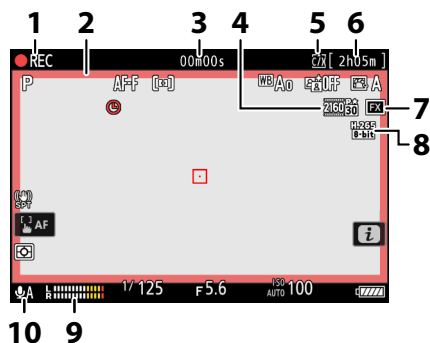 1 2 3 4 5 6
REC 00m00s [ 2h05m ]
P AF-F WB A0 OFF A
2160 30 FX 7
H.265
8-bit 8
SPT
AF i
1/125 F5.6 ISO AUTO 100
A L R
10 9